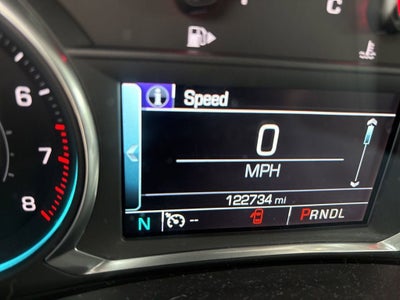 C
6
7
8
i Speed
0
MPH
122734 mi
N -- PRNDL